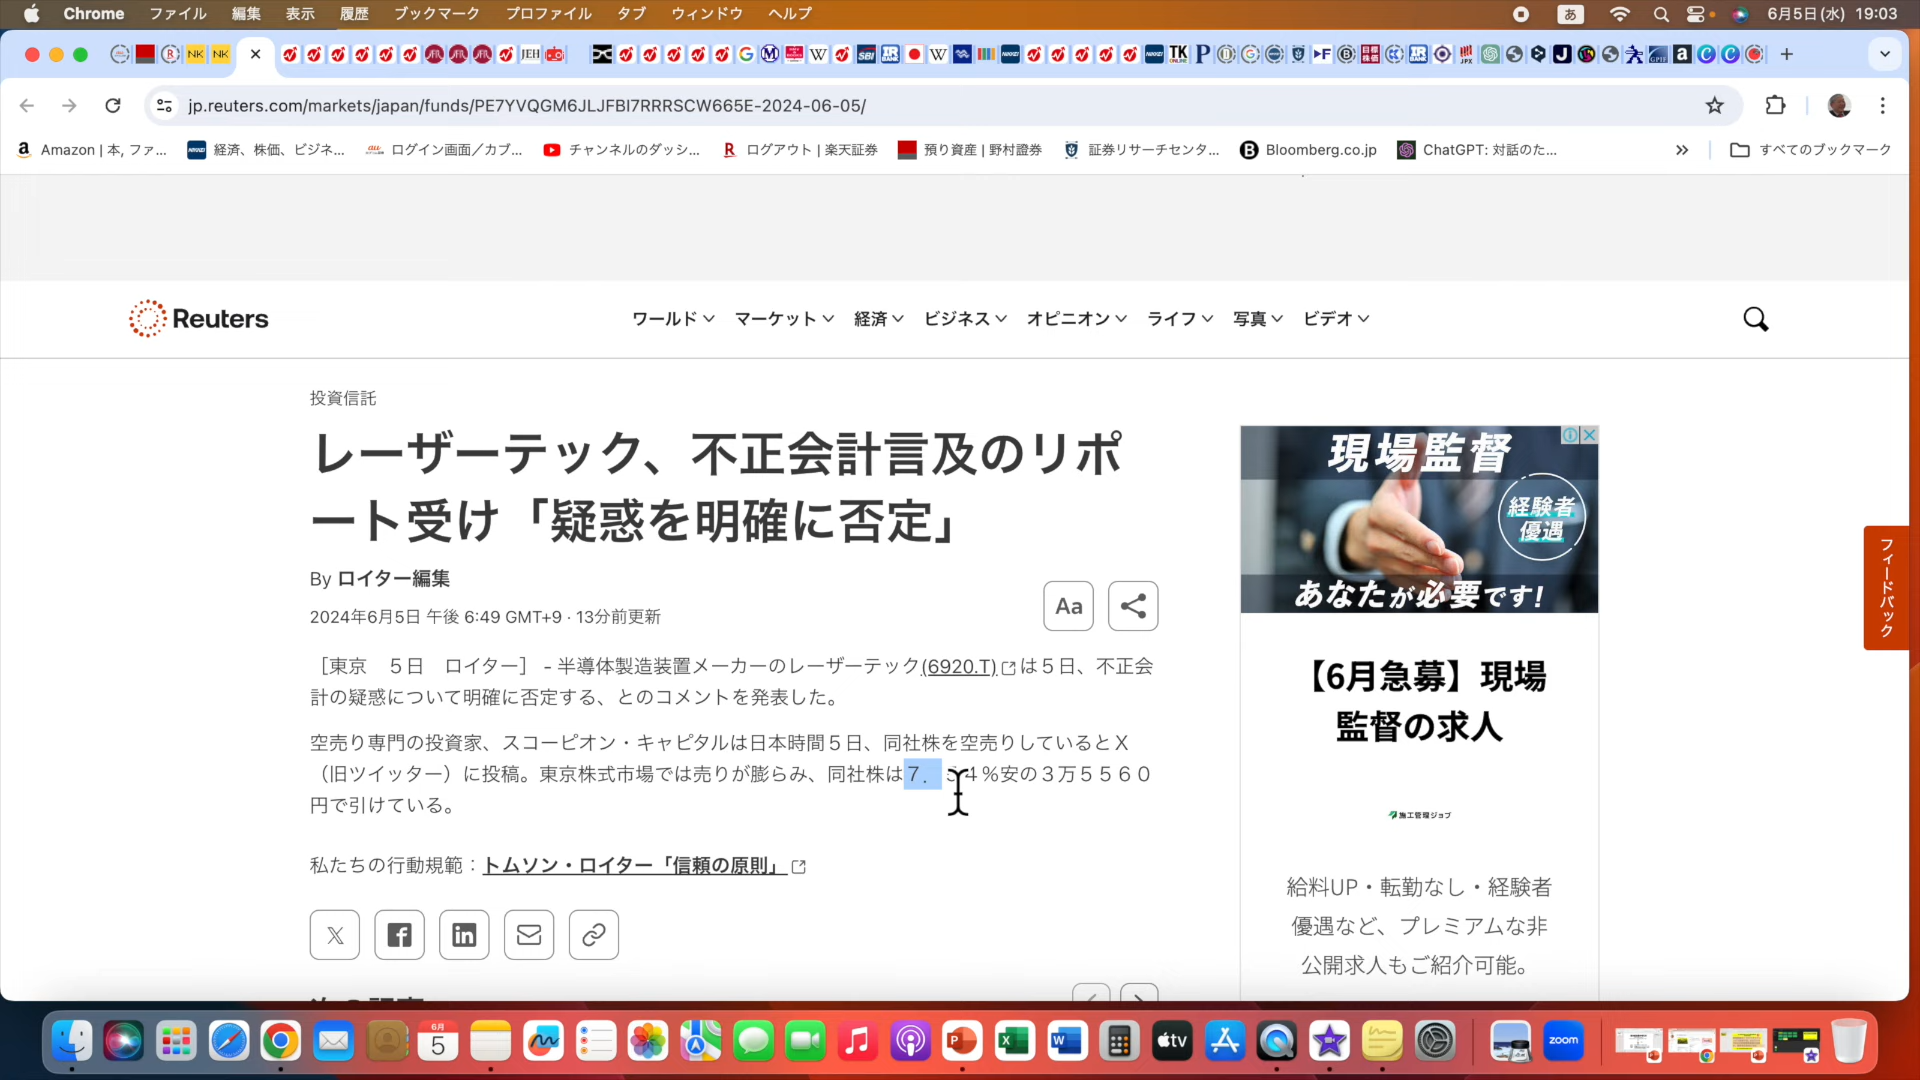 Chrome ファイル 編集 表示 履歴 ブックマーク プロファイル タブ ウィンドウ ヘルプ あ 6月5日(水) 19:03
jp.reuters.com/markets/japan/funds/PE7YVQGM6JLJFBI7RRRSCW665E-2024-06-05/
Amazon | 本, ファ... 経済、株価、ビジネ... ログイン画面／カブ... チャンネルのダッシ... ログアウト | 楽天証券 預り資産 | 野村證券 証券リサーチセンタ... Bloomberg.co.jp ChatGPT: 対話のた... » すべてのブックマーク
Reuters ワールド マーケット 経済 ビジネス オピニオン ライフ 写真 ビデオ
投資信託
レーザーテック、不正会計言及のリポ
ート受け「疑惑を明確に否定」
By ロイター編集
2024年6月5日 午後 6:49 GMT+9 · 13分前更新
Aa
［東京　５日　ロイター］ - 半導体製造装置メーカーのレーザーテック(6920.T)は５日、不正会
計の疑惑について明確に否定する、とのコメントを発表した。
空売り専門の投資家、スコーピオン・キャピタルは日本時間５日、同社株を空売りしているとＸ
（旧ツイッター）に投稿。東京株式市場では売りが膨らみ、同社株は７．４％安の３万５５６０
円で引けている。
私たちの行動規範：トムソン・ロイター「信頼の原則」
現場監督
経験者
優遇
あなたが必要です!
【6月急募】現場
監督の求人
施工管理ジョブ
給料UP・転勤なし・経験者
優遇など、プレミアムな非
公開求人もご紹介可能。
フィードバック
6月
5
tv
zoom